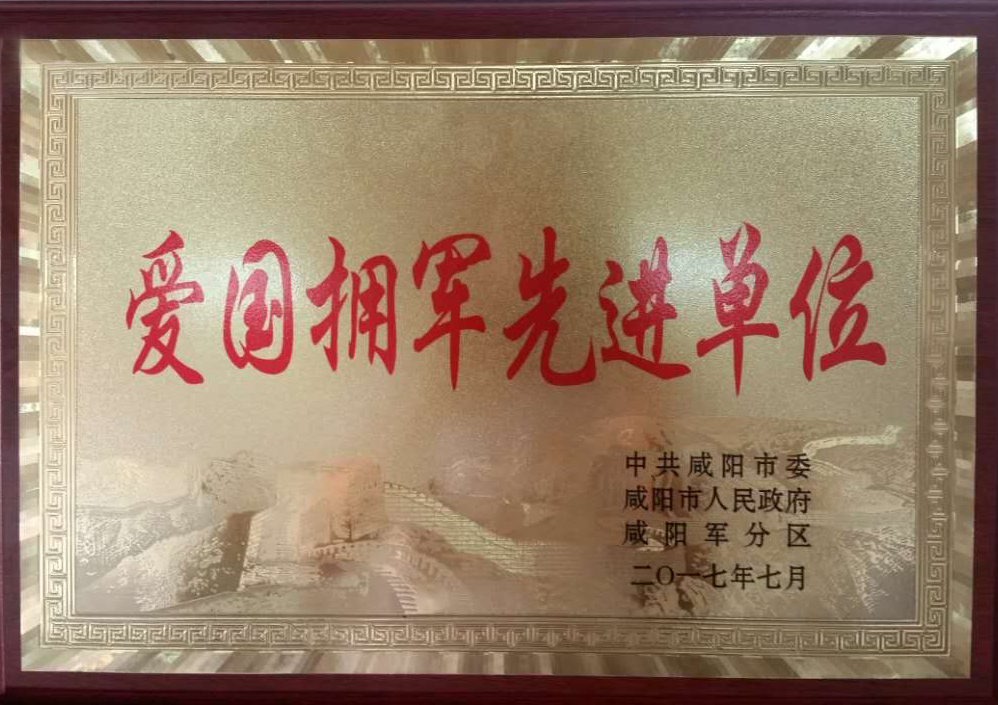 爱国拥军先进单位
中共咸阳市委
咸阳市人民政府
咸阳军分区
二〇一七年七月